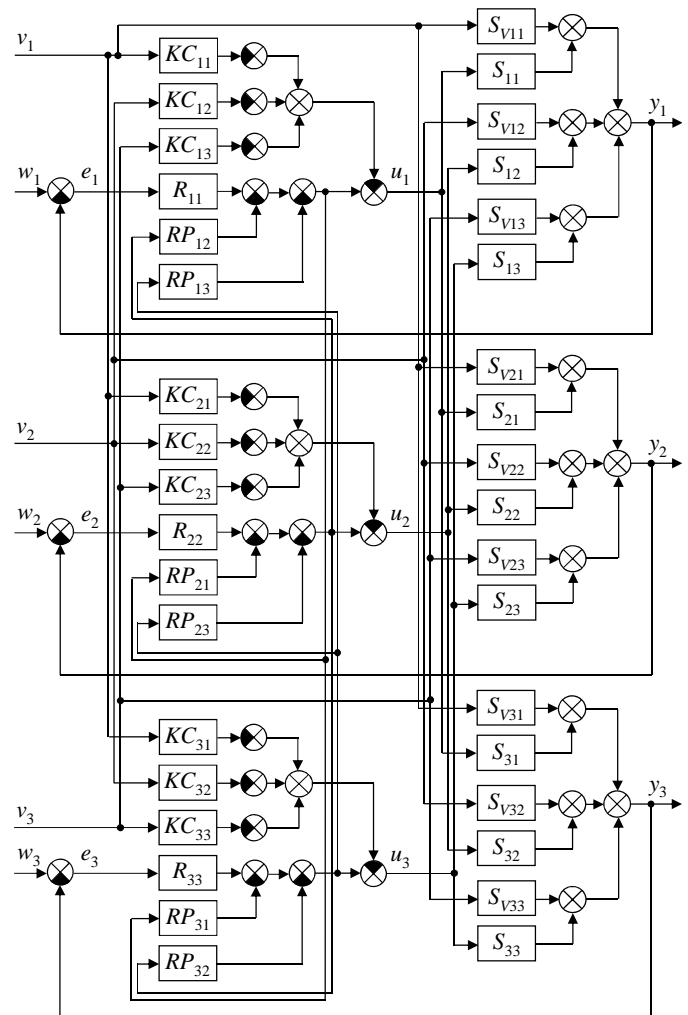 v1
KC11
SV11
S11
KC12
SV12
y1
KC13
S12
w1
e1
R11
u1
SV13
RP12
S13
RP13
SV21
KC21
S21
v2
KC22
SV22
y2
KC23
S22
w2
e2
R22
u2
SV23
RP21
S23
RP23
SV31
KC31
S31
KC32
SV32
y3
v3
KC33
S32
w3
e3
R33
u3
SV33
RP31
S33
RP32